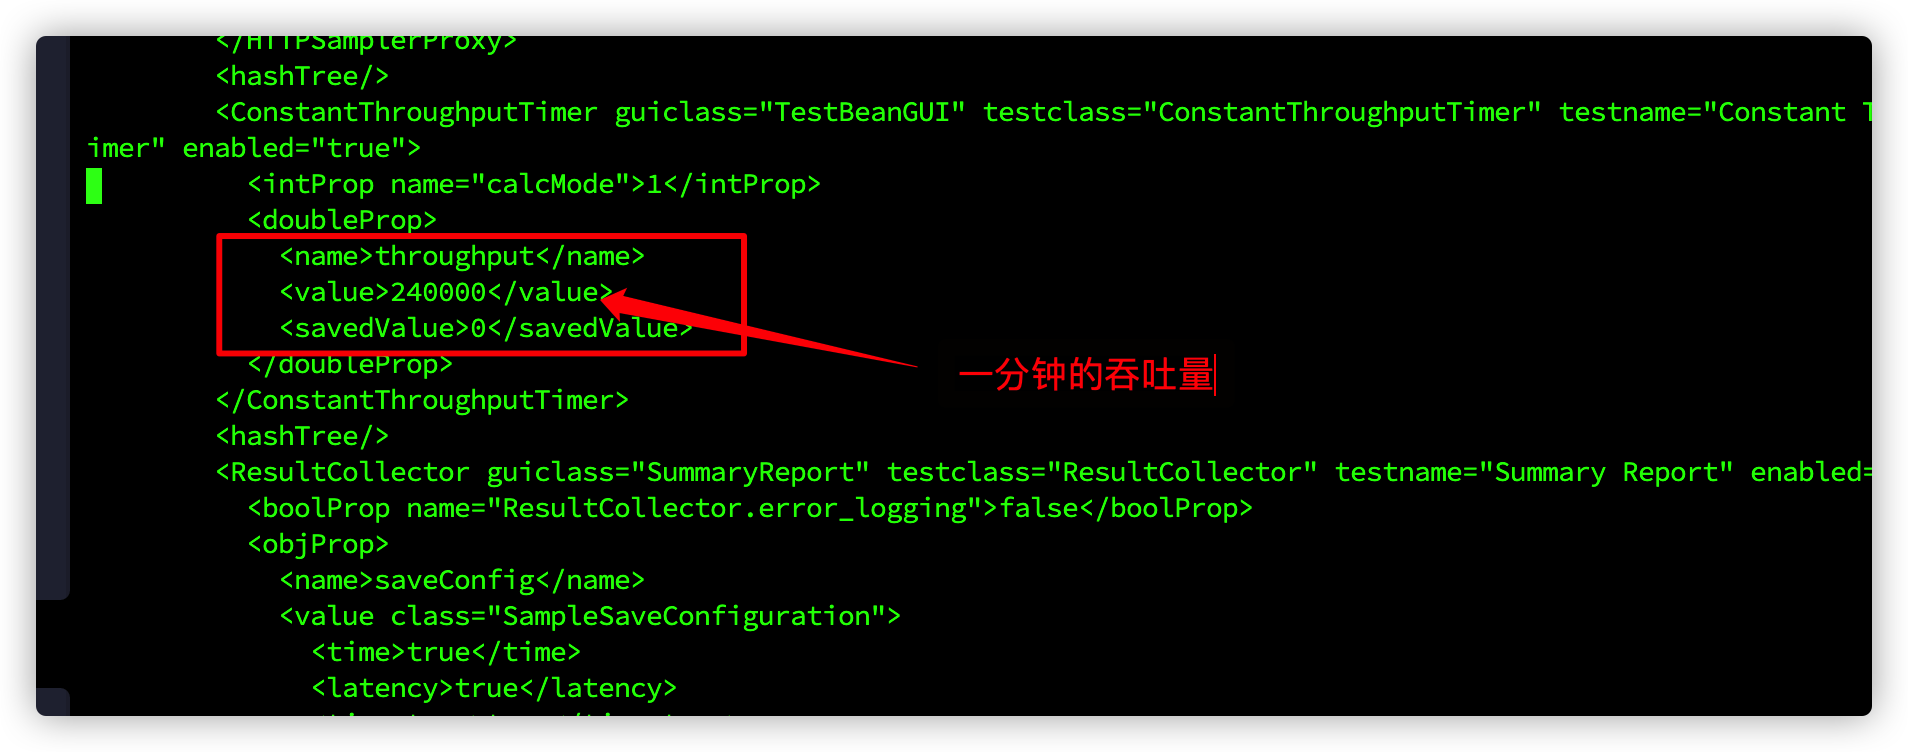 </HTTPSamplerProxy>
<hashTree/>
<ConstantThroughputTimer guiclass="TestBeanGUI" testclass="ConstantThroughputTimer" testname="Constant T
imer" enabled="true">
<intProp name="calcMode">1</intProp>
<doubleProp>
<name>throughput</name>
<value>240000</value>
<savedValue>0</savedValue>
</doubleProp>
一分钟的吞吐量
</ConstantThroughputTimer>
<hashTree/>
<ResultCollector guiclass="SummaryReport" testclass="ResultCollector" testname="Summary Report" enabled=
<boolProp name="ResultCollector.error_logging">false</boolProp>
<objProp>
<name>saveConfig</name>
<value class="SampleSaveConfiguration">
<time>true</time>
<latency>true</latency>